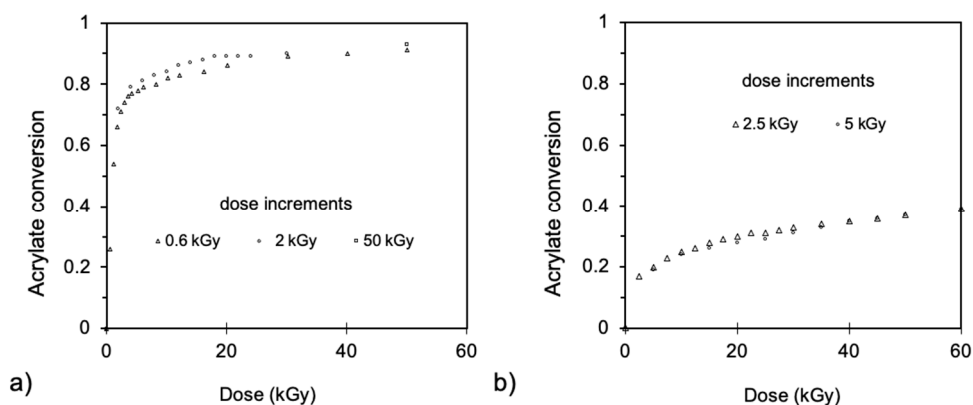 1
0.8
0.6
0.4
0.2
0
Acrylate conversion
dose increments
0.6 kGy 2 kGy 50 kGy
0 20 40 60
Dose (kGy)
a)
1
0.8
0.6
0.4
0.2
0
Acrylate conversion
dose increments
2.5 kGy 5 kGy
0 20 40 60
Dose (kGy)
b)